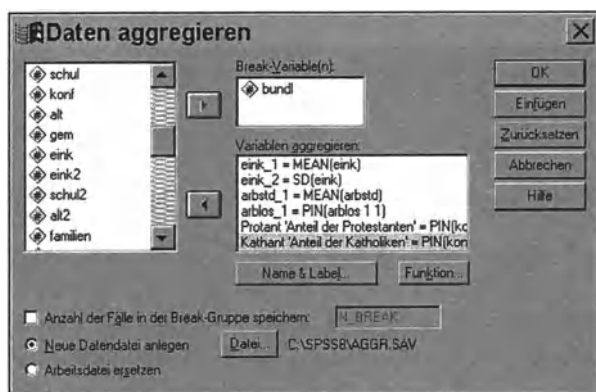 Daten aggregieren
schul
konf
alt
gem
eink
eink2
schul2
alt2
familien
Break-Variable(n):
bundl
Variablen aggregieren:
eink_1 = MEAN(eink)
eink_2 = SD(eink)
arbstd_1 = MEAN(arbstd)
arblos_1 = PIN(arblos 1 1)
Protant 'Anteil der Protestanten' = PIN(kc
Kathant 'Anteil der Katholiken' = PIN(kon
Name & Label...
Funktion...
OK
Einfügen
Zurücksetzen
Abbrechen
Hilfe
Anzahl der Fälle in der Break-Gruppe speichern: N_BREAK
Neue Datendatei anlegen Datei... C:\SPSS8\AGGR.SAV
Arbeitsdatei ersetzen